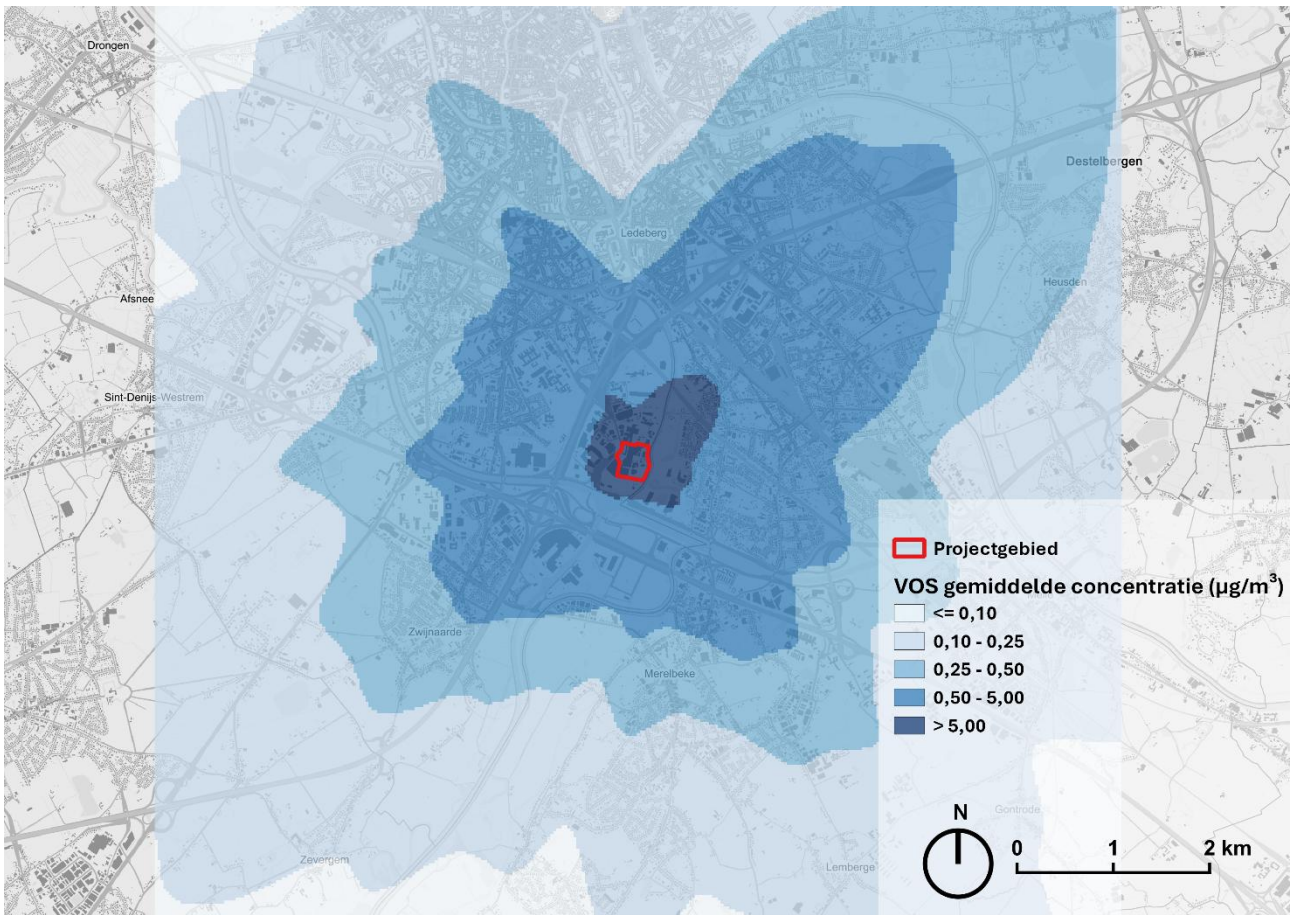 Drongen
Destelbergen
Ledeberg
Heusden
Afsnee
Sint-Denijs-Westrem
Projectgebied
VOS gemiddelde concentratie (µg/m³)
<= 0,10
0,10 - 0,25
0,25 - 0,50
0,50 - 5,00
> 5,00
Zwijnaarde
Merelbeke
Gontrode
N
0 1 2 km
Zevergem
Lemberge